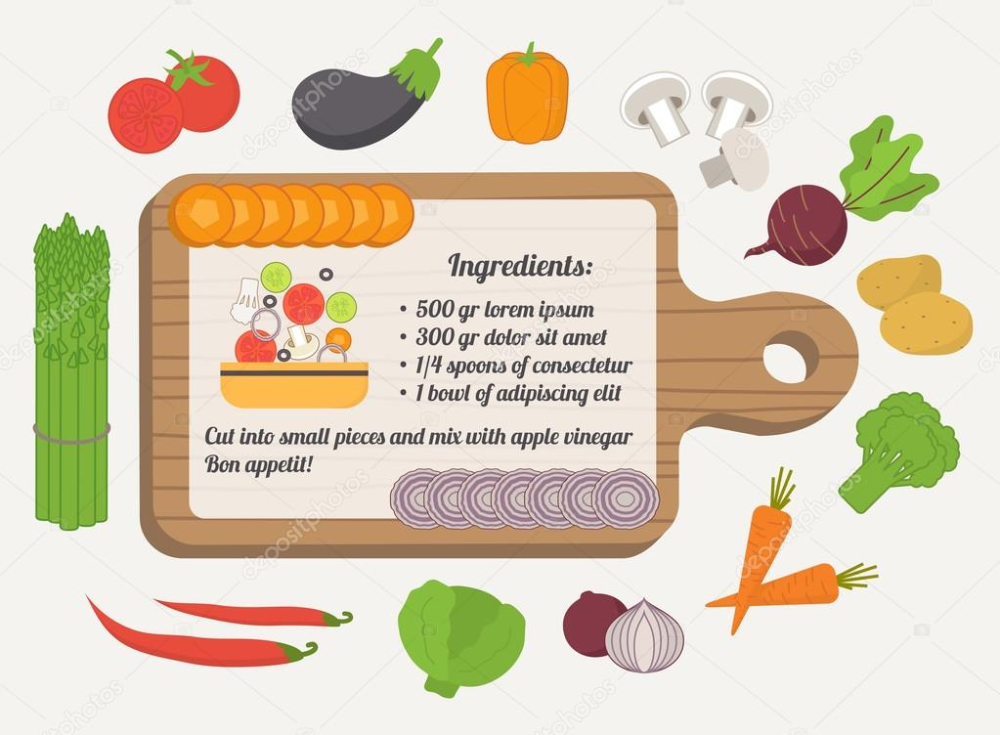 Ingredients:
• 500 gr lorem ipsum
• 300 gr dolor sit amet
• 1/4 spoons of consectetur
• 1 bowl of adipiscing elit
Cut into small pieces and mix with apple vinegar
Bon appetit!
depositphotos